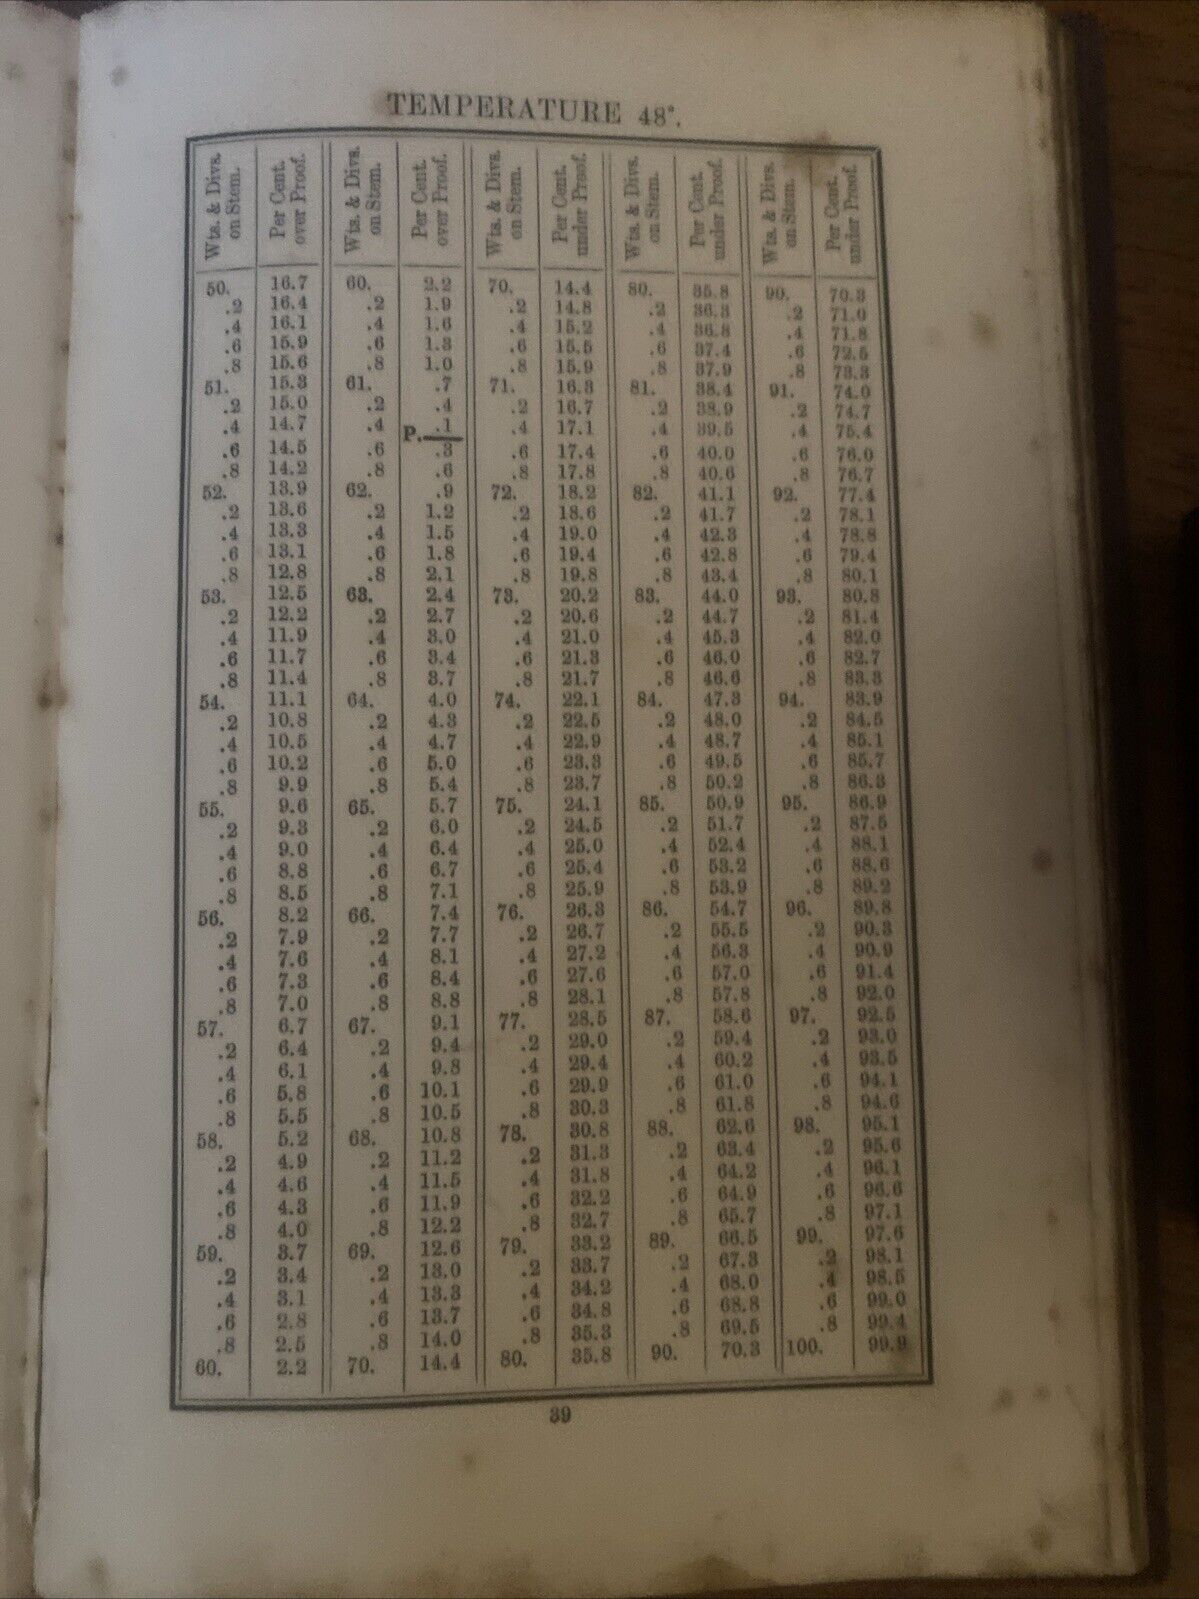 TEMPERATURE 48°.
Wts. & Divs. on Stem. Per Cent. over Proof. Wts. & Divs. on Stem. Per Cent. over Proof. Wts. & Divs. on Stem. Per Cent. under Proof. Wts. & Divs. on Stem. Per Cent. under Proof. Wts. & Divs. on Stem. Per Cent. under Proof.
50. 16.7 60. 2.2 70. 14.4 80. 35.8 90. 70.3
.2 16.4 .2 1.9 .2 14.8 .2 36.3 .2 71.0
.4 16.1 .4 1.6 .4 15.2 .4 36.8 .4 71.8
.6 15.9 .6 1.3 .6 15.5 .6 37.4 .6 72.5
.8 15.6 .8 1.0 .8 15.9 .8 37.9 .8 73.3
51. 15.3 61. .7 71. 16.3 81. 38.4 91. 74.0
.2 15.0 .2 .4 .2 16.7 .2 38.9 .2 74.7
.4 14.7 .4 P. .1 .4 17.1 .4 39.5 .4 75.4
.6 14.5 .6 .3 .6 17.4 .6 40.0 .6 76.0
.8 14.2 .8 .6 .8 17.8 .8 40.6 .8 76.7
52. 13.9 62. .9 72. 18.2 82. 41.1 92. 77.4
.2 13.6 .2 1.2 .2 18.6 .2 41.7 .2 78.1
.4 13.3 .4 1.5 .4 19.0 .4 42.3 .4 78.8
.6 13.1 .6 1.8 .6 19.4 .6 42.8 .6 79.4
.8 12.8 .8 2.1 .8 19.8 .8 43.4 .8 80.1
53. 12.5 63. 2.4 73. 20.2 83. 44.0 93. 80.8
.2 12.2 .2 2.7 .2 20.6 .2 44.7 .2 81.4
.4 11.9 .4 3.0 .4 21.0 .4 45.3 .4 82.0
.6 11.7 .6 3.4 .6 21.3 .6 46.0 .6 82.7
.8 11.4 .8 3.7 .8 21.7 .8 46.6 .8 83.3
54. 11.1 64. 4.0 74. 22.1 84. 47.3 94. 83.9
.2 10.8 .2 4.3 .2 22.5 .2 48.0 .2 84.5
.4 10.5 .4 4.7 .4 22.9 .4 48.7 .4 85.1
.6 10.2 .6 5.0 .6 23.3 .6 49.5 .6 85.7
.8 9.9 .8 5.4 .8 23.7 .8 50.2 .8 86.3
55. 9.6 65. 5.7 75. 24.1 85. 50.9 95. 86.9
.2 9.3 .2 6.0 .2 24.5 .2 51.7 .2 87.5
.4 9.0 .4 6.4 .4 25.0 .4 52.4 .4 88.1
.6 8.8 .6 6.7 .6 25.4 .6 53.2 .6 88.6
.8 8.5 .8 7.1 .8 25.9 .8 53.9 .8 89.2
56. 8.2 66. 7.4 76. 26.3 86. 54.7 96. 89.8
.2 7.9 .2 7.7 .2 26.7 .2 55.5 .2 90.3
.4 7.6 .4 8.1 .4 27.2 .4 56.3 .4 90.9
.6 7.3 .6 8.4 .6 27.6 .6 57.0 .6 91.4
.8 7.0 .8 8.8 .8 28.1 .8 57.8 .8 92.0
57. 6.7 67. 9.1 77. 28.5 87. 58.6 97. 92.5
.2 6.4 .2 9.4 .2 29.0 .2 59.4 .2 93.0
.4 6.1 .4 9.8 .4 29.4 .4 60.2 .4 93.5
.6 5.8 .6 10.1 .6 29.9 .6 61.0 .6 94.1
.8 5.5 .8 10.5 .8 30.3 .8 61.8 .8 94.6
58. 5.2 68. 10.8 78. 30.8 88. 62.6 98. 95.1
.2 4.9 .2 11.2 .2 31.3 .2 63.4 .2 95.6
.4 4.6 .4 11.5 .4 31.8 .4 64.2 .4 96.1
.6 4.3 .6 11.9 .6 32.2 .6 64.9 .6 96.6
.8 4.0 .8 12.2 .8 32.7 .8 65.7 .8 97.1
59. 3.7 69. 12.6 79. 33.2 89. 66.5 99. 97.6
.2 3.4 .2 13.0 .2 33.7 .2 67.3 .2 98.1
.4 3.1 .4 13.3 .4 34.2 .4 68.0 .4 98.5
.6 2.8 .6 13.7 .6 34.8 .6 68.8 .6 99.0
.8 2.5 .8 14.0 .8 35.3 .8 69.5 .8 99.4
60. 2.2 70. 14.4 80. 35.8 90. 70.3 100. 99.9
39